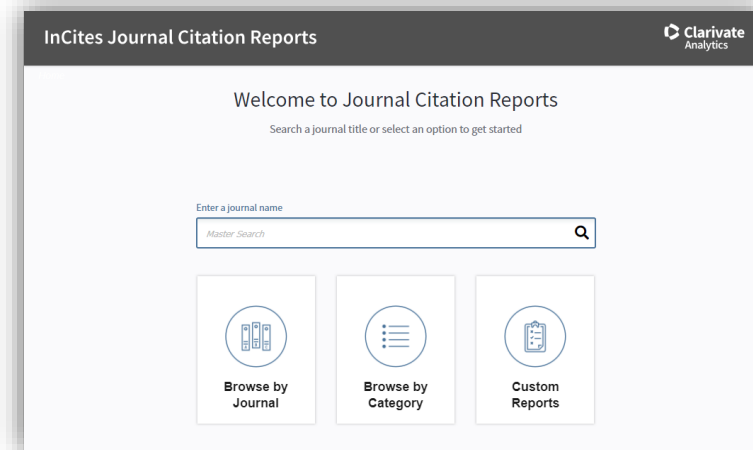 InCites Journal Citation Reports
Clarivate
Analytics
Welcome to Journal Citation Reports
Search a journal title or select an option to get started
Enter a journal name
Master Search
Browse by
Journal
Browse by
Category
Custom
Reports